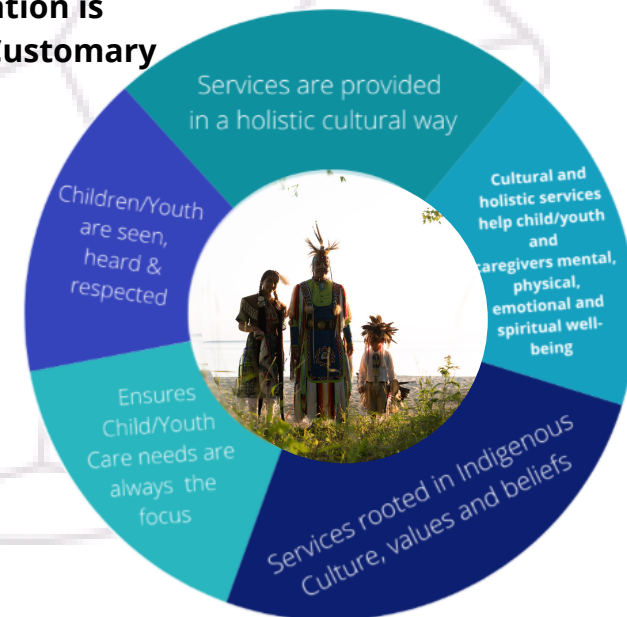 is
Customary
Services are provided
in a holistic cultural way
Cultural and
holistic services
help child/youth
and
caregivers mental,
physical,
emotional and
spiritual well-
being
Services rooted in Indigenous
Culture, values and beliefs
Ensures
Child/Youth
Care needs are
always the
focus
Children/Youth
are seen,
heard &
respected